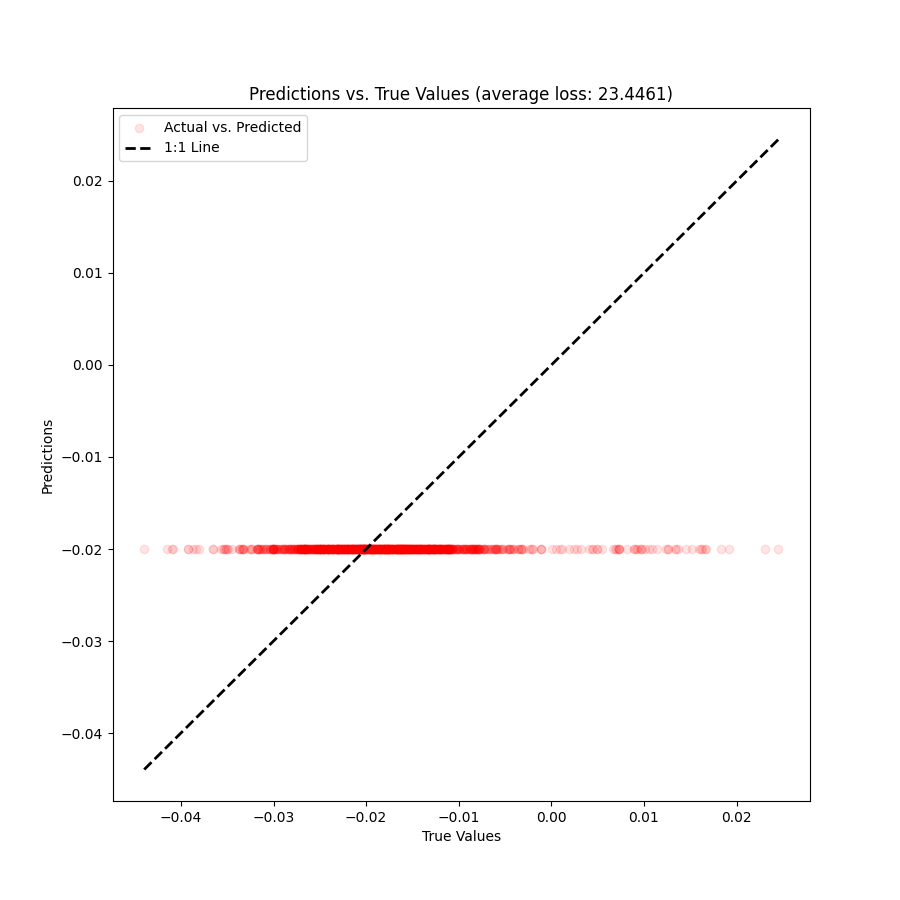 Predictions vs. True Values (average loss: 23.4461)
Actual vs. Predicted
1:1 Line
0.02
0.01
0.00
−0.01
−0.02
−0.03
−0.04
Predictions
−0.04
−0.03
−0.02
−0.01
0.00
0.01
0.02
True Values